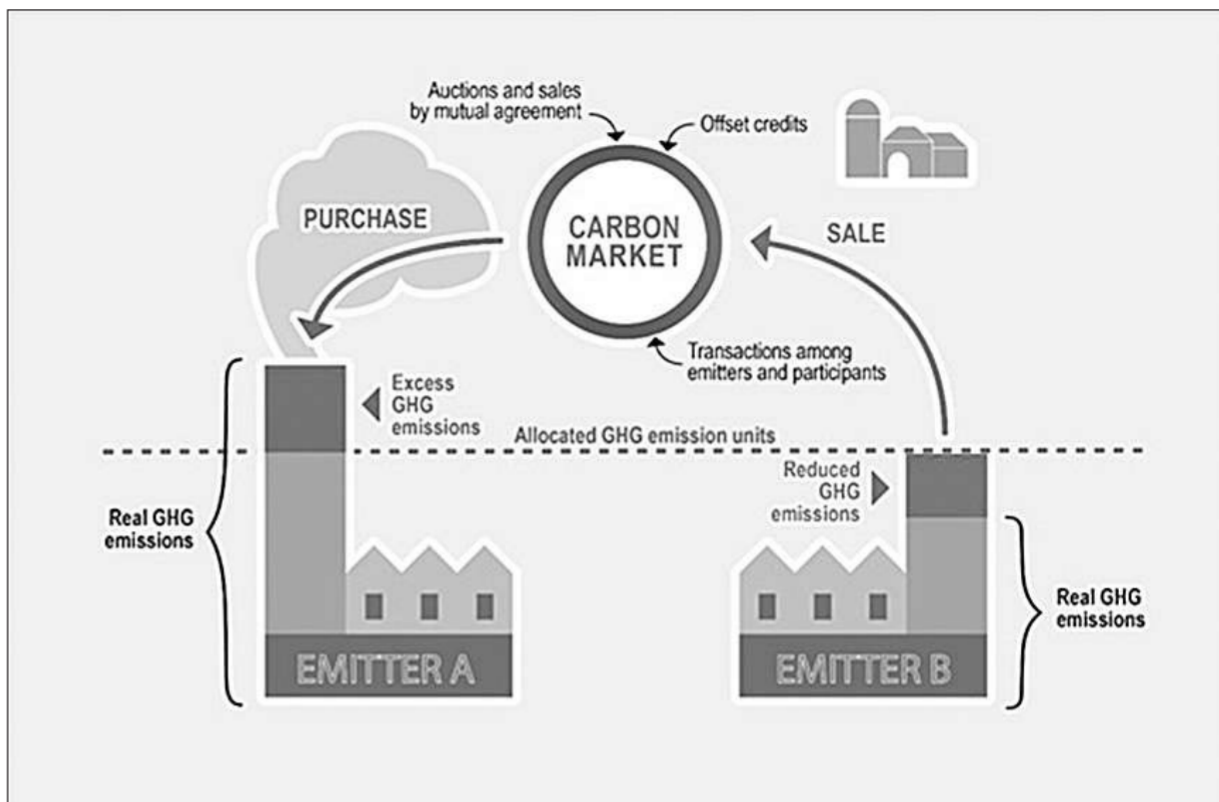 Auctions and sales
by mutual agreement
Offset credits
PURCHASE
CARBON
MARKET
SALE
Transactions among
emitters and participants
Excess
GHG
emissions
Allocated GHG emission units
Reduced
GHG
emissions
Real GHG
emissions
Real GHG
emissions
EMITTER A
EMITTER B